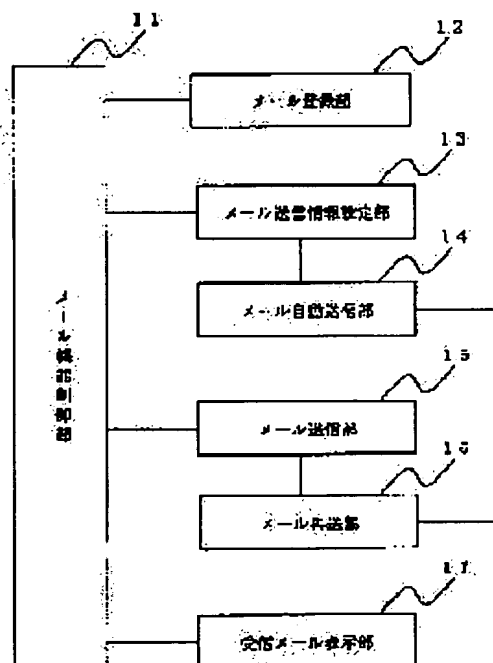 11
12
メール登録部
13
メール送信情報設定部
14
メール自動送信部
メール機能制御部
15
メール送信部
16
メール再送部
17
受信メール表示部